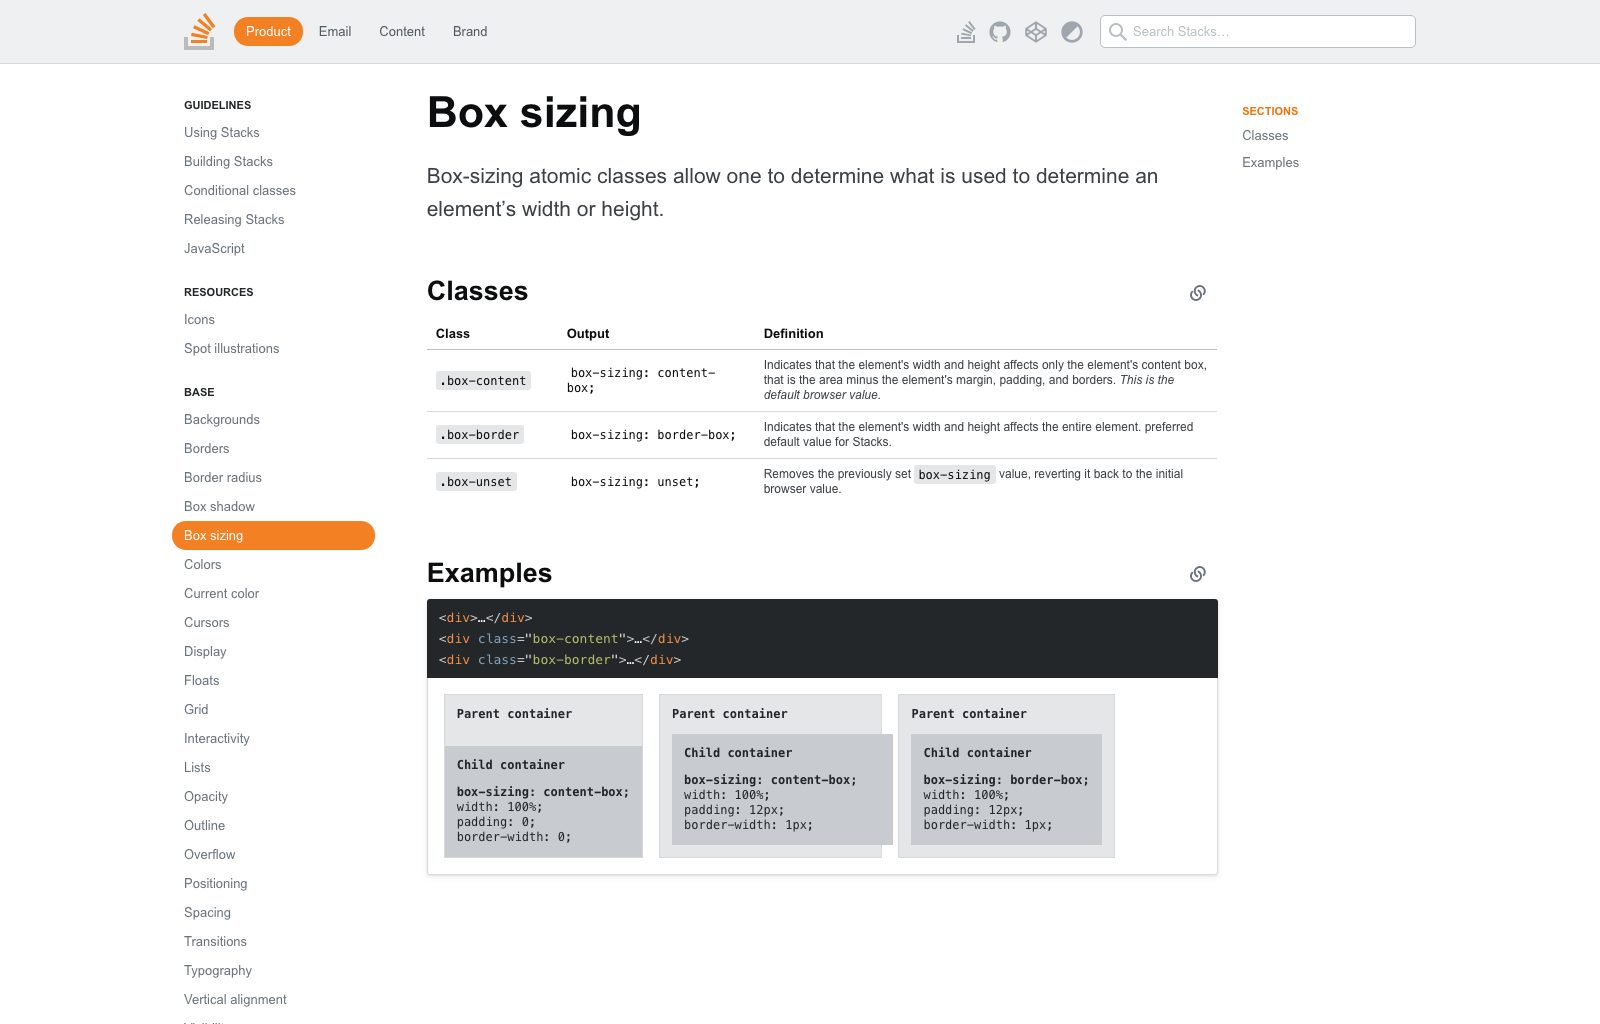 Product Email Content Brand
Search Stacks...
GUIDELINES
Using Stacks
Building Stacks
Conditional classes
Releasing Stacks
JavaScript
RESOURCES
Icons
Spot illustrations
BASE
Backgrounds
Borders
Border radius
Box shadow
Box sizing
Colors
Current color
Cursors
Display
Floats
Grid
Interactivity
Lists
Opacity
Outline
Overflow
Positioning
Spacing
Transitions
Typography
Vertical alignment
Box sizing
Box-sizing atomic classes allow one to determine what is used to determine an
element’s width or height.
Classes
Class Output Definition
.box-content
box-sizing: content-
box;
Indicates that the element's width and height affects only the element's content box,
that is the area minus the element's margin, padding, and borders. This is the
default browser value.
.box-border
box-sizing: border-box;
Indicates that the element's width and height affects the entire element. preferred
default value for Stacks.
.box-unset
box-sizing: unset;
Removes the previously set box-sizing value, reverting it back to the initial
browser value.
Examples
<div>…</div>
<div class="box-content">…</div>
<div class="box-border">…</div>
Parent container
Child container
box-sizing: content-box;
width: 100%;
padding: 0;
border-width: 0;
Parent container
Child container
box-sizing: content-box;
width: 100%;
padding: 12px;
border-width: 1px;
Parent container
Child container
box-sizing: border-box;
width: 100%;
padding: 12px;
border-width: 1px;
SECTIONS
Classes
Examples